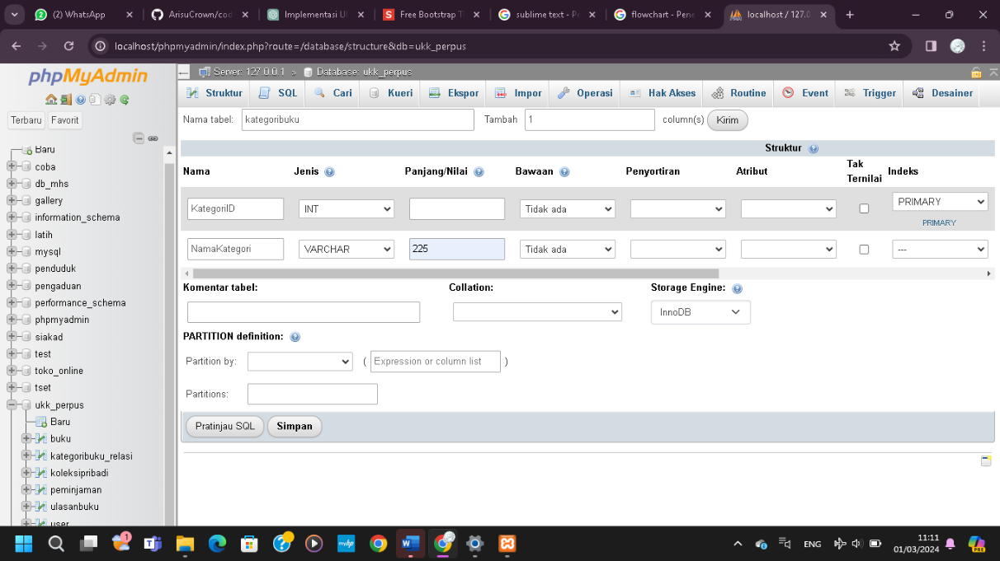 (2) WhatsApp
ArisuCrown/cod
Implementasi U
Free Bootstrap T
sublime text - Pe
flowchart - Pene
localhost / 127.0
localhost/phpmyadmin/index.php?route=/database/structure&db=ukk_perpus
phpMyAdmin
Terbaru Favorit
Baru
coba
db_mhs
gallery
information_schema
latih
mysql
penduduk
pengaduan
performance_schema
phpmyadmin
siakad
test
toko_online
tset
ukk_perpus
Baru
buku
kategoribuku_relasi
koleksipribadi
peminjaman
ulasanbuku
user
Server: 127.0.0.1 » Database: ukk_perpus
Struktur SQL Cari Kueri Ekspor Impor Operasi Hak Akses Routine Event Trigger Desainer
Nama tabel: kategoribuku Tambah 1 column(s) Kirim
Struktur
Nama Jenis Panjang/Nilai Bawaan Penyortiran Atribut Tak Ternilai Indeks
KategoriID INT Tidak ada PRIMARY
PRIMARY
NamaKategori VARCHAR 225 Tidak ada ---
Komentar tabel: Collation: Storage Engine:
InnoDB
PARTITION definition:
Partition by: ( Expression or column list )
Partitions:
Pratinjau SQL Simpan
1
myhp
ENG
11:11
01/03/2024
PRE